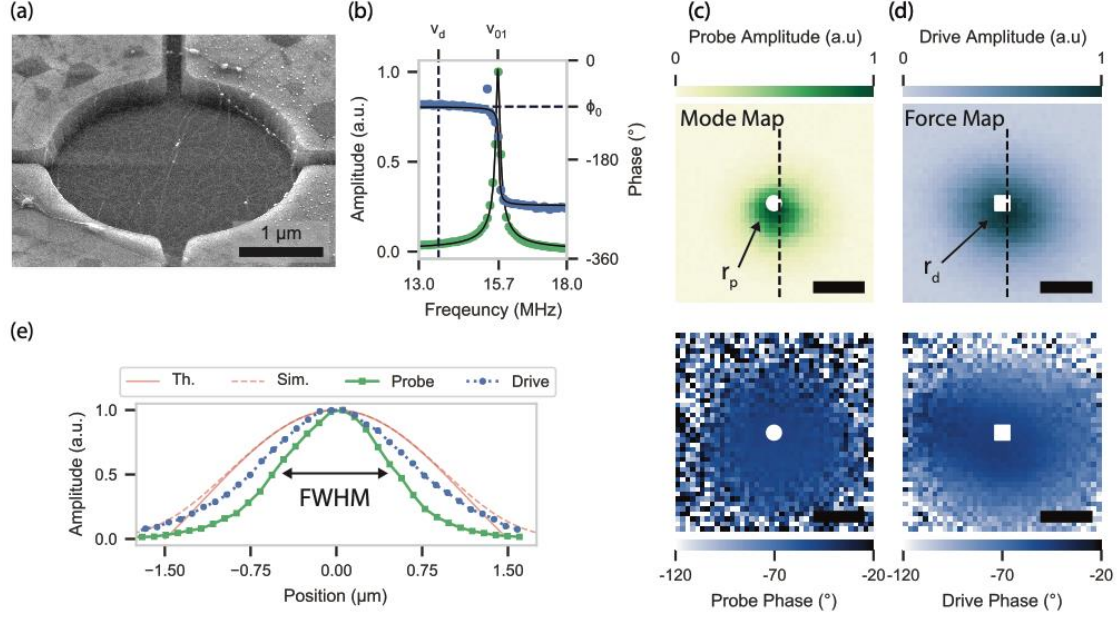 (a)
1 µm
(b)
ν_d ν_01
Amplitude (a.u.)
1.0
0.5
0.0
0
ϕ_0
-180
-360
Phase (°)
13.0 15.7 18.0
Freqeuncy (MHz)
(c)
Probe Amplitude (a.u)
0 1
Mode Map
r_p
-120 -70 -20
Probe Phase (°)
(d)
Drive Amplitude (a.u)
0 1
Force Map
r_d
-120 -70 -20
Drive Phase (°)
(e)
Th. Sim. Probe Drive
Amplitude (a.u.)
1.0
0.5
0.0
FWHM
−1.50 −0.75 0.00 0.75 1.50
Position (µm)